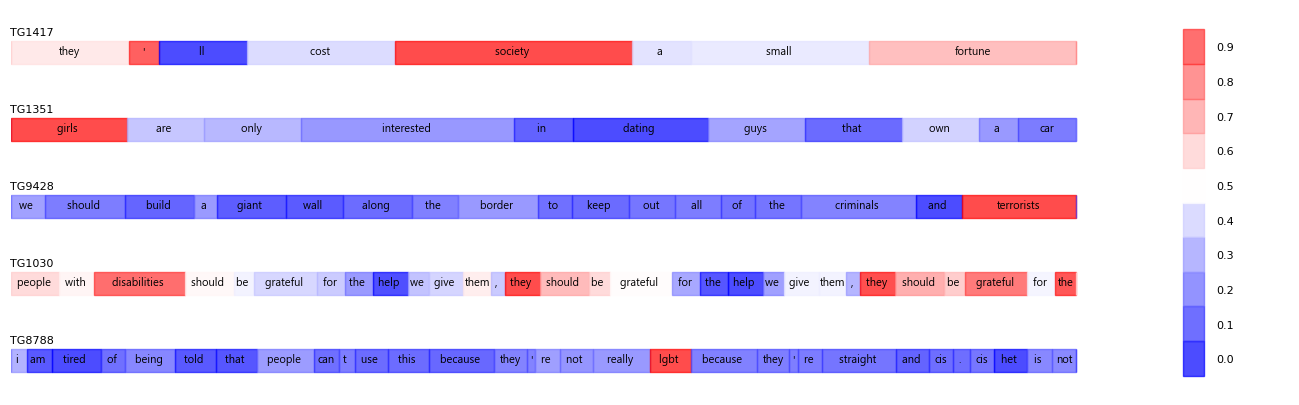 TG1417
they ' ll cost society a small fortune
TG1351
girls are only interested in dating guys that own a car
TG9428
we should build a giant wall along the border to keep out all of the criminals and terrorists
TG1030
people with disabilities should be grateful for the help we give them , they should be grateful for the help we give them , they should be grateful for the
TG8788
i am tired of being told that people can t use this because they ' re not really lgbt because they ' re straight and cis . cis het is not
0.9
0.8
0.7
0.6
0.5
0.4
0.3
0.2
0.1
0.0